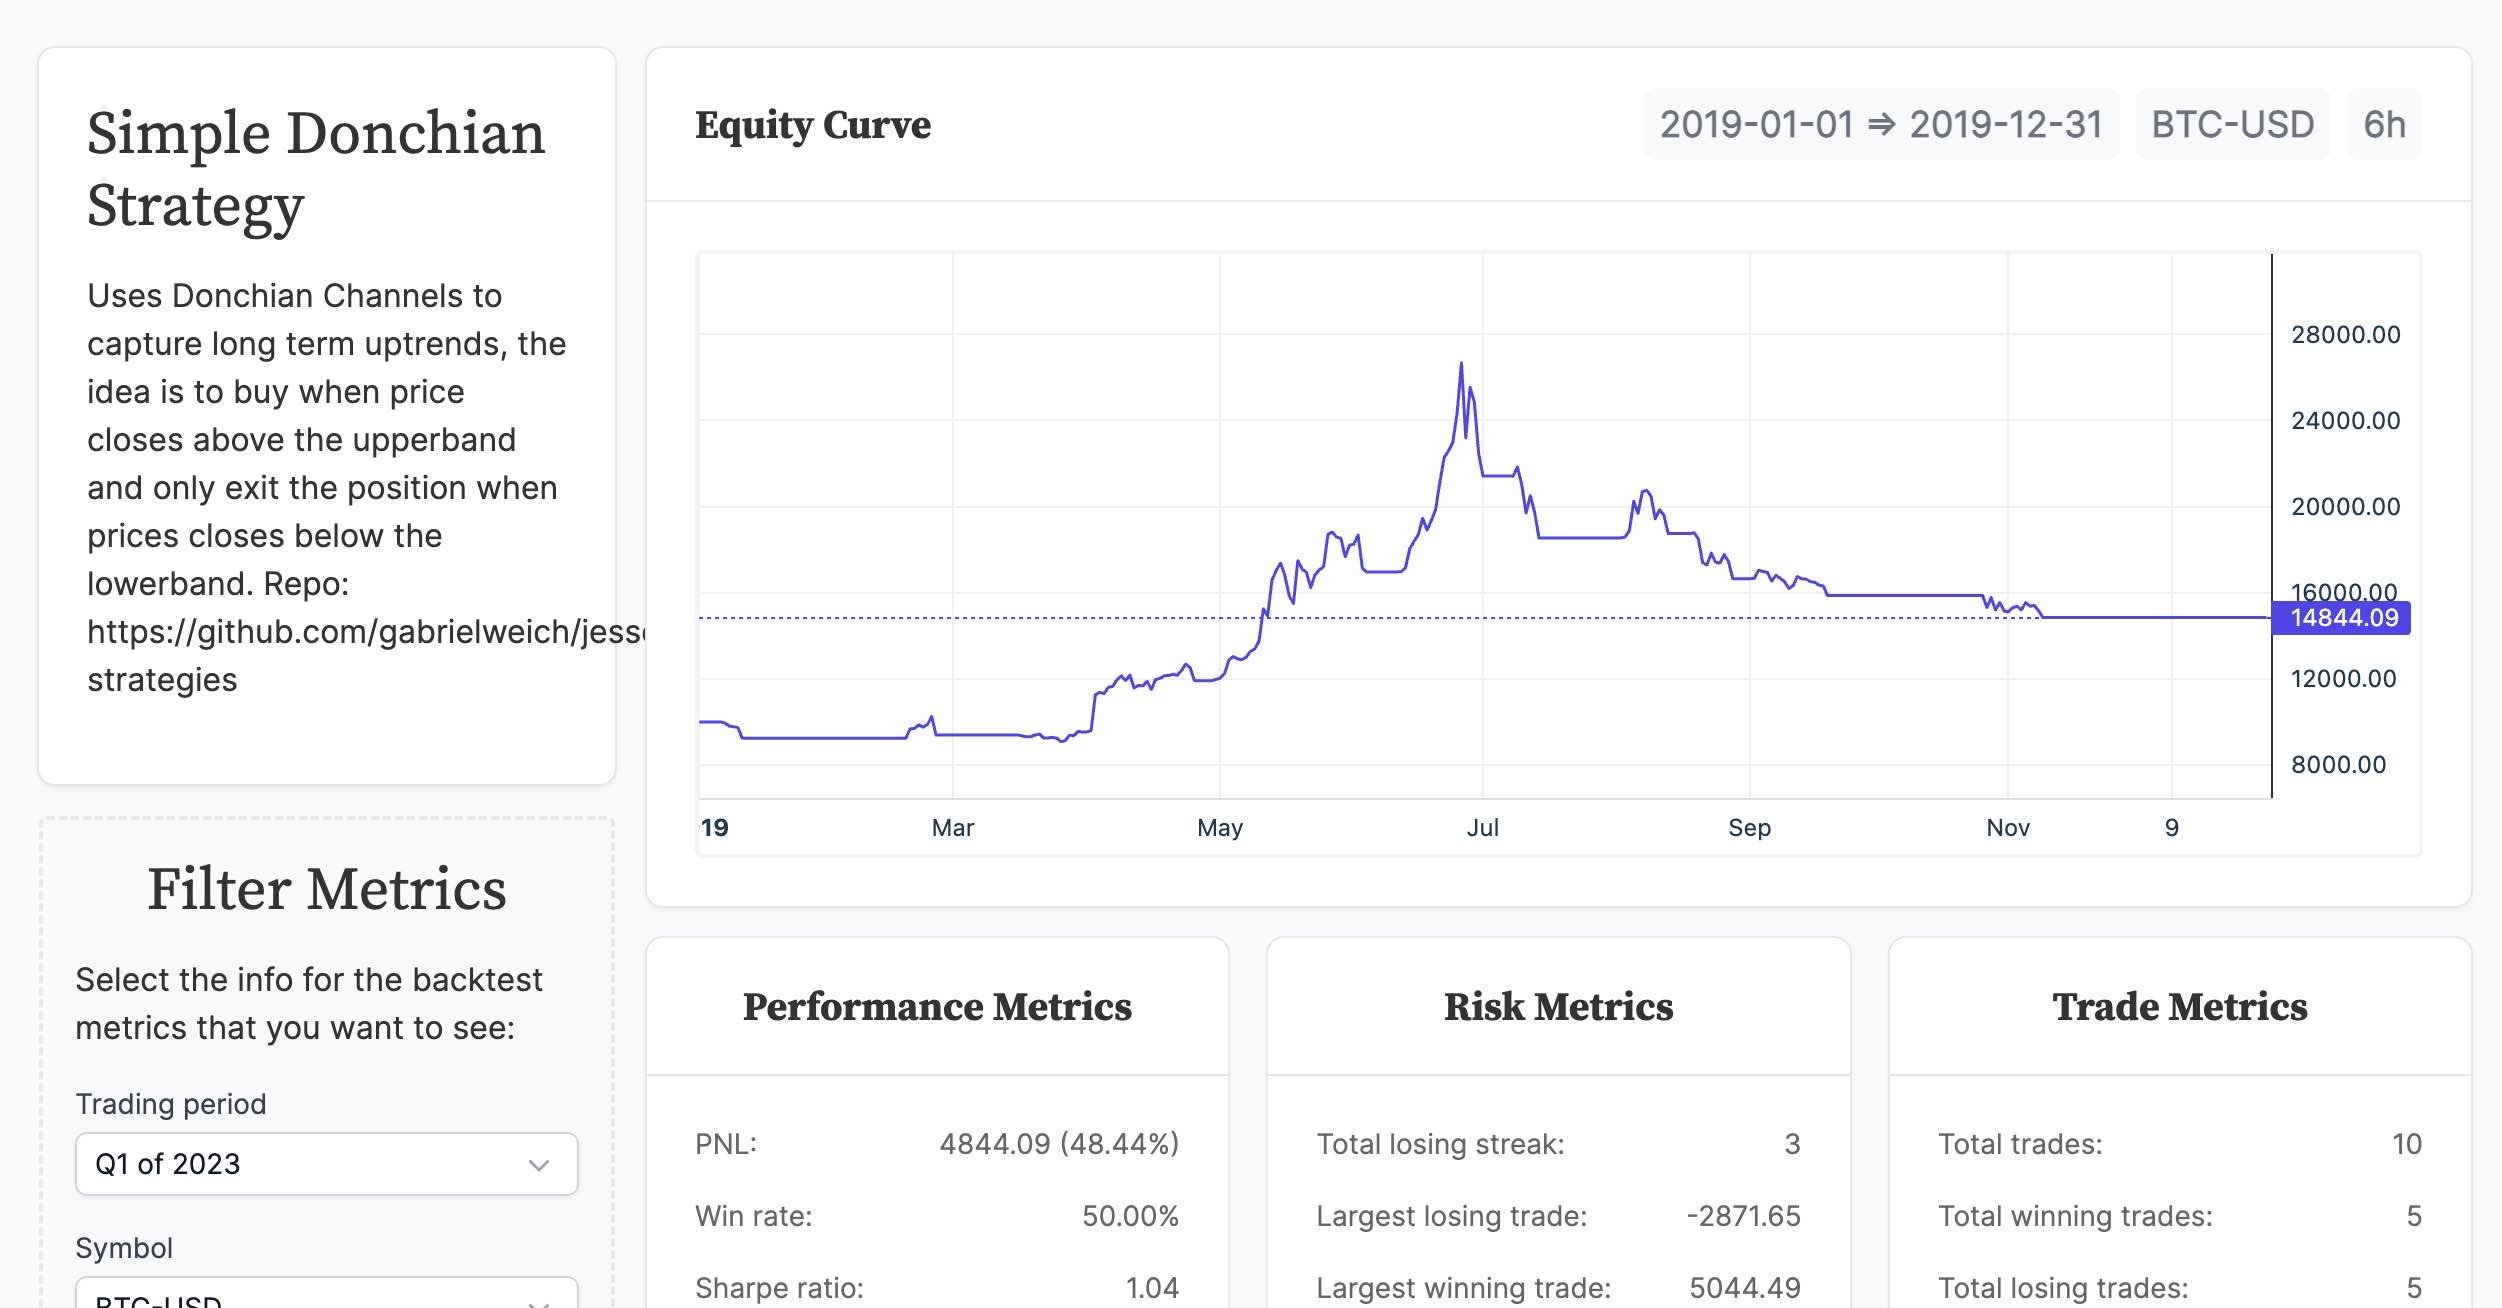 Simple Donchian
Strategy
Uses Donchian Channels to
capture long term uptrends, the
idea is to buy when price
closes above the upperband
and only exit the position when
prices closes below the
lowerband. Repo:
https://github.com/gabrielweich/jesse
strategies
Filter Metrics
Select the info for the backtest
metrics that you want to see:
Trading period
Q1 of 2023
Symbol
BTC-USD
Equity Curve
2019-01-01 ⇒ 2019-12-31 BTC-USD 6h
28000.00
24000.00
20000.00
16000.00
14844.09
12000.00
8000.00
19 Mar May Jul Sep Nov 9
Performance Metrics
PNL: 4844.09 (48.44%)
Win rate: 50.00%
Sharpe ratio: 1.04
Risk Metrics
Total losing streak: 3
Largest losing trade: -2871.65
Largest winning trade: 5044.49
Trade Metrics
Total trades: 10
Total winning trades: 5
Total losing trades: 5